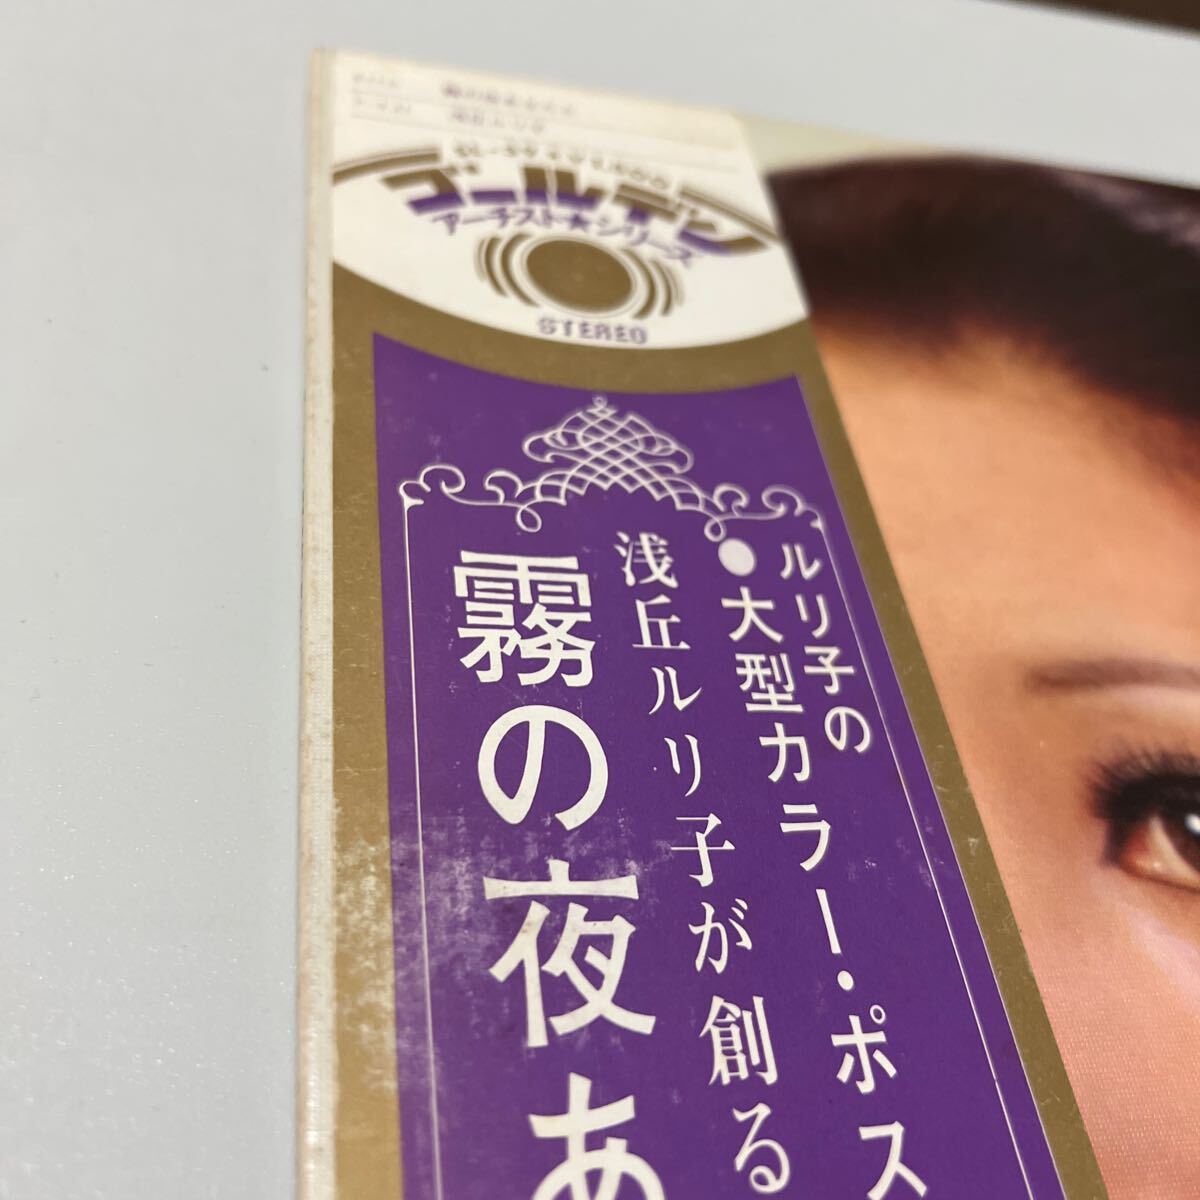 ゴールデン
アーチスト★シリーズ
STEREO
ルリ子の
●大型カラー・ポス
浅丘ルリ子が創る
霧の夜あ